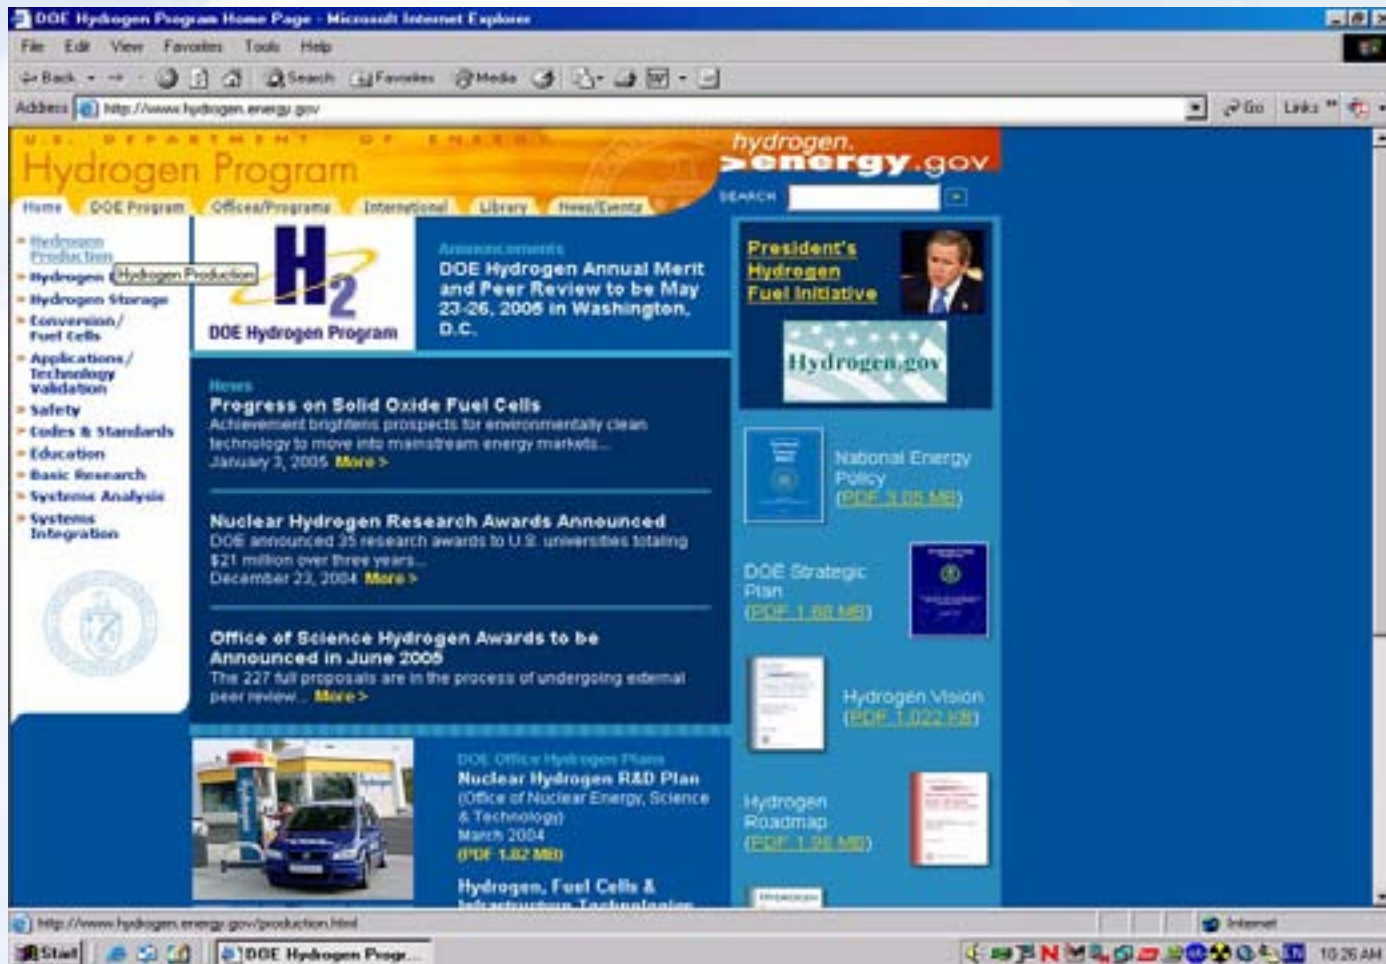 DOE Hydrogen Program Home Page - Microsoft Internet Explorer
File Edit View Favorites Tools Help
Back Search Favorites Media
Address http://www.hydrogen.energy.gov Go Links »
U.S. DEPARTMENT OF ENERGY
Hydrogen Program
hydrogen.
>energy.gov
SEARCH
Home DOE Program Offices/Programs International Library News/Events
» Hydrogen
Production
Hydrogen Production
» Hydrogen
» Hydrogen Storage
» Conversion/
Fuel Cells
» Applications/
Technology
Validation
» Safety
» Codes & Standards
» Education
» Basic Research
» Systems Analysis
» Systems
Integration
H2
DOE Hydrogen Program
Announcements
DOE Hydrogen Annual Merit
and Peer Review to be May
23-26, 2005 in Washington,
D.C.
News
Progress on Solid Oxide Fuel Cells
Achievement brightens prospects for environmentally clean
technology to move into mainstream energy markets...
January 3, 2005 More >
Nuclear Hydrogen Research Awards Announced
DOE announced 35 research awards to U.S. universities totaling
$21 million over three years...
December 23, 2004 More >
Office of Science Hydrogen Awards to be
Announced in June 2005
The 227 full proposals are in the process of undergoing external
peer review... More >
DOE Office Hydrogen Plans
Nuclear Hydrogen R&D Plan
(Office of Nuclear Energy, Science
& Technology)
March 2004
(PDF 1.82 MB)
Hydrogen, Fuel Cells &
Infrastructure Technologies
President's
Hydrogen
Fuel Initiative
Hydrogen.gov
National Energy
Policy
(PDF 3.05 MB)
DOE Strategic
Plan
(PDF 1.88 MB)
Hydrogen Vision
(PDF 1,022 KB)
Hydrogen
Roadmap
(PDF 1.96 MB)
http://www.hydrogen.energy.gov/production.html
Internet
Start DOE Hydrogen Progr...
EN 10:26 AM